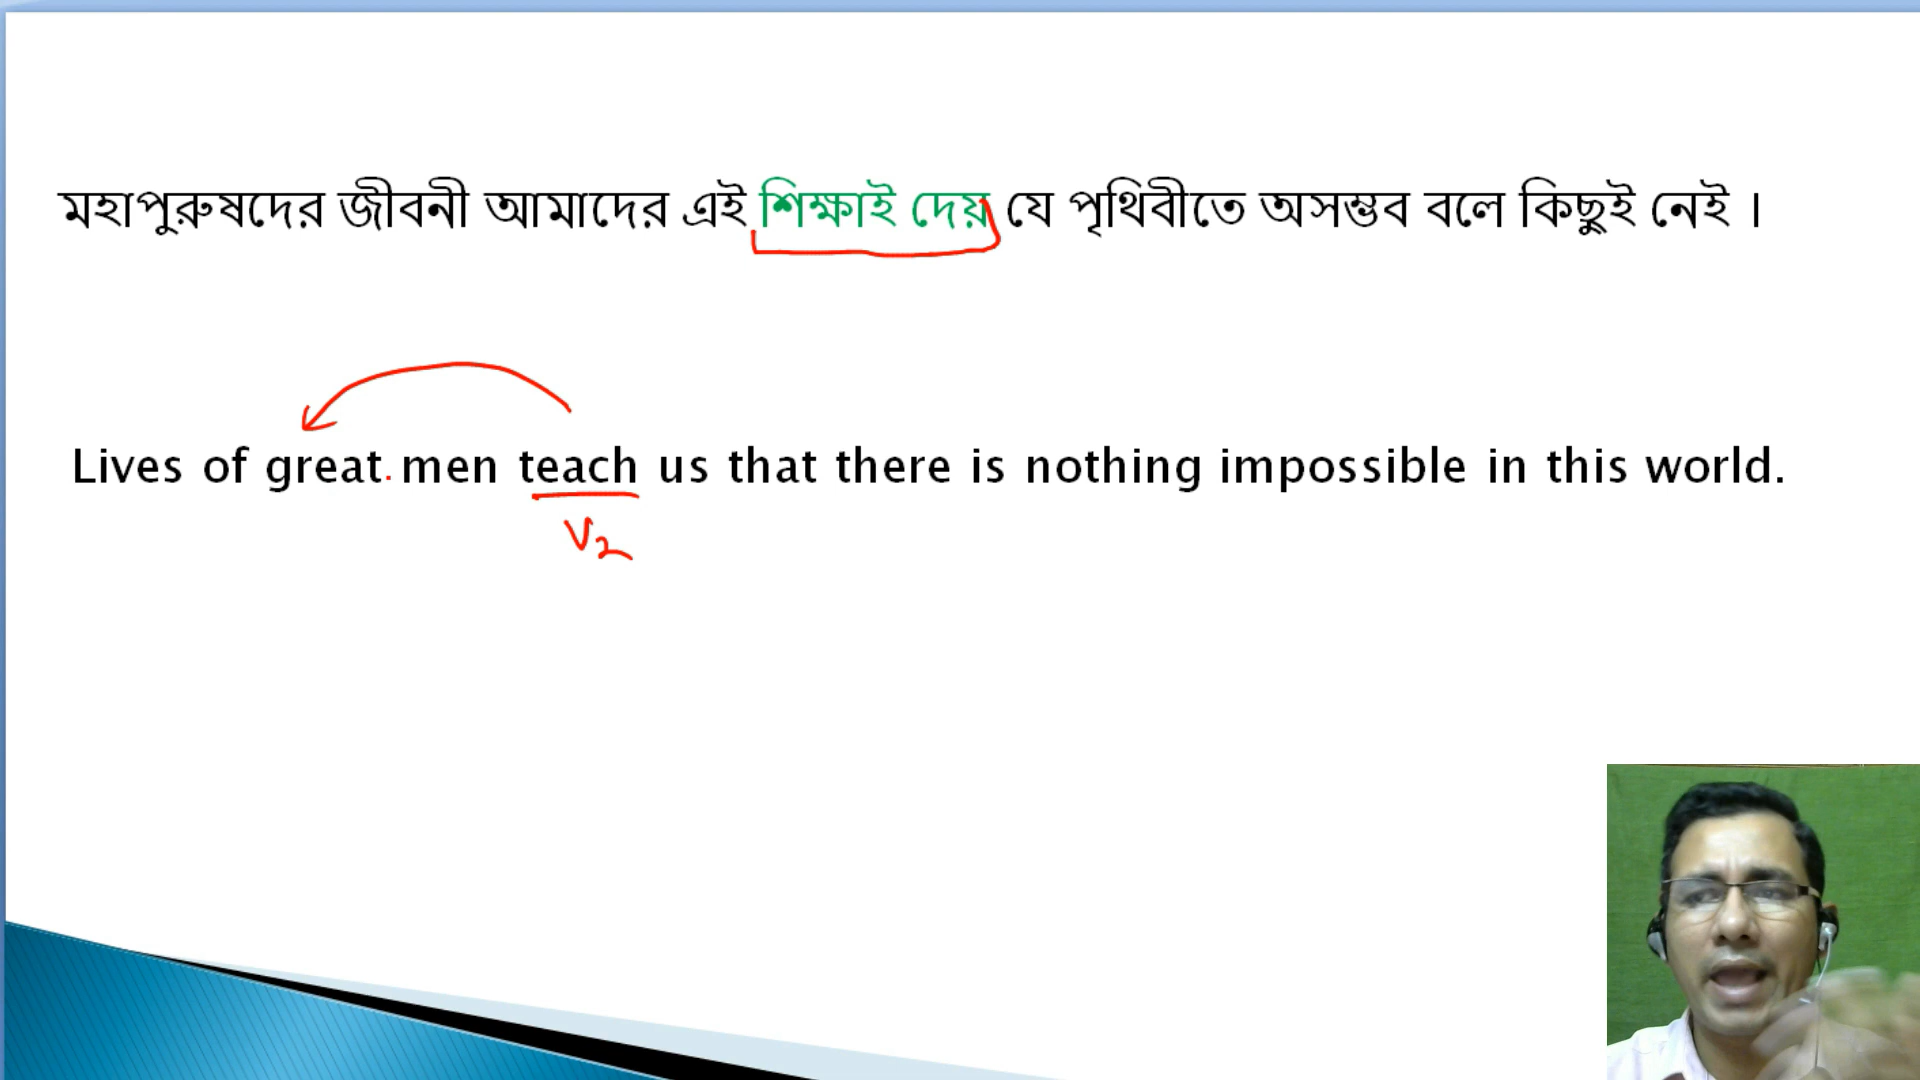 মহাপুরুষদের জীবনী আমাদের এই শিক্ষাই দেয় যে পৃথিবীতে অসম্ভব বলে কিছুই নেই ।
Lives of great men teach us that there is nothing impossible in this world.
V2